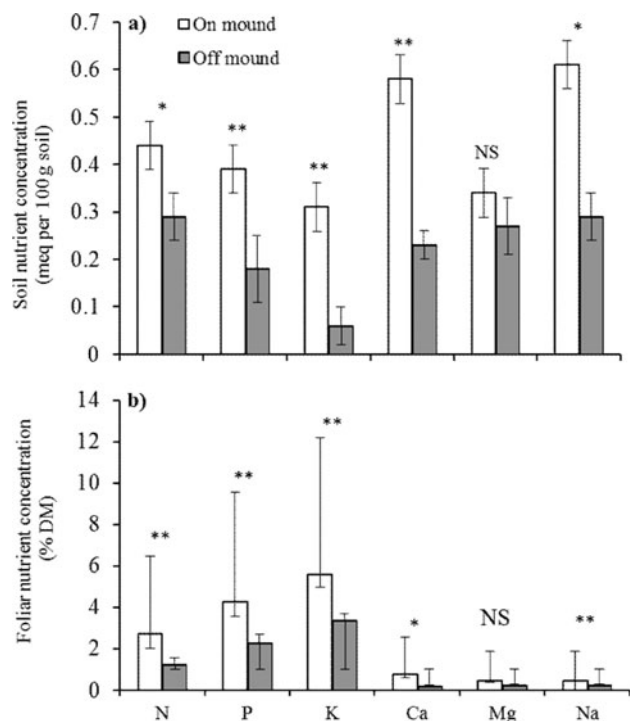 a)
On mound
Off mound
Soil nutrient concentration
(meq per 100 g soil)
0.7
0.6
0.5
0.4
0.3
0.2
0.1
0
*
**
**
**
NS
*
b)
Foliar nutrient concentration
(% DM)
14
12
10
8
6
4
2
0
**
**
**
*
NS
**
N P K Ca Mg Na